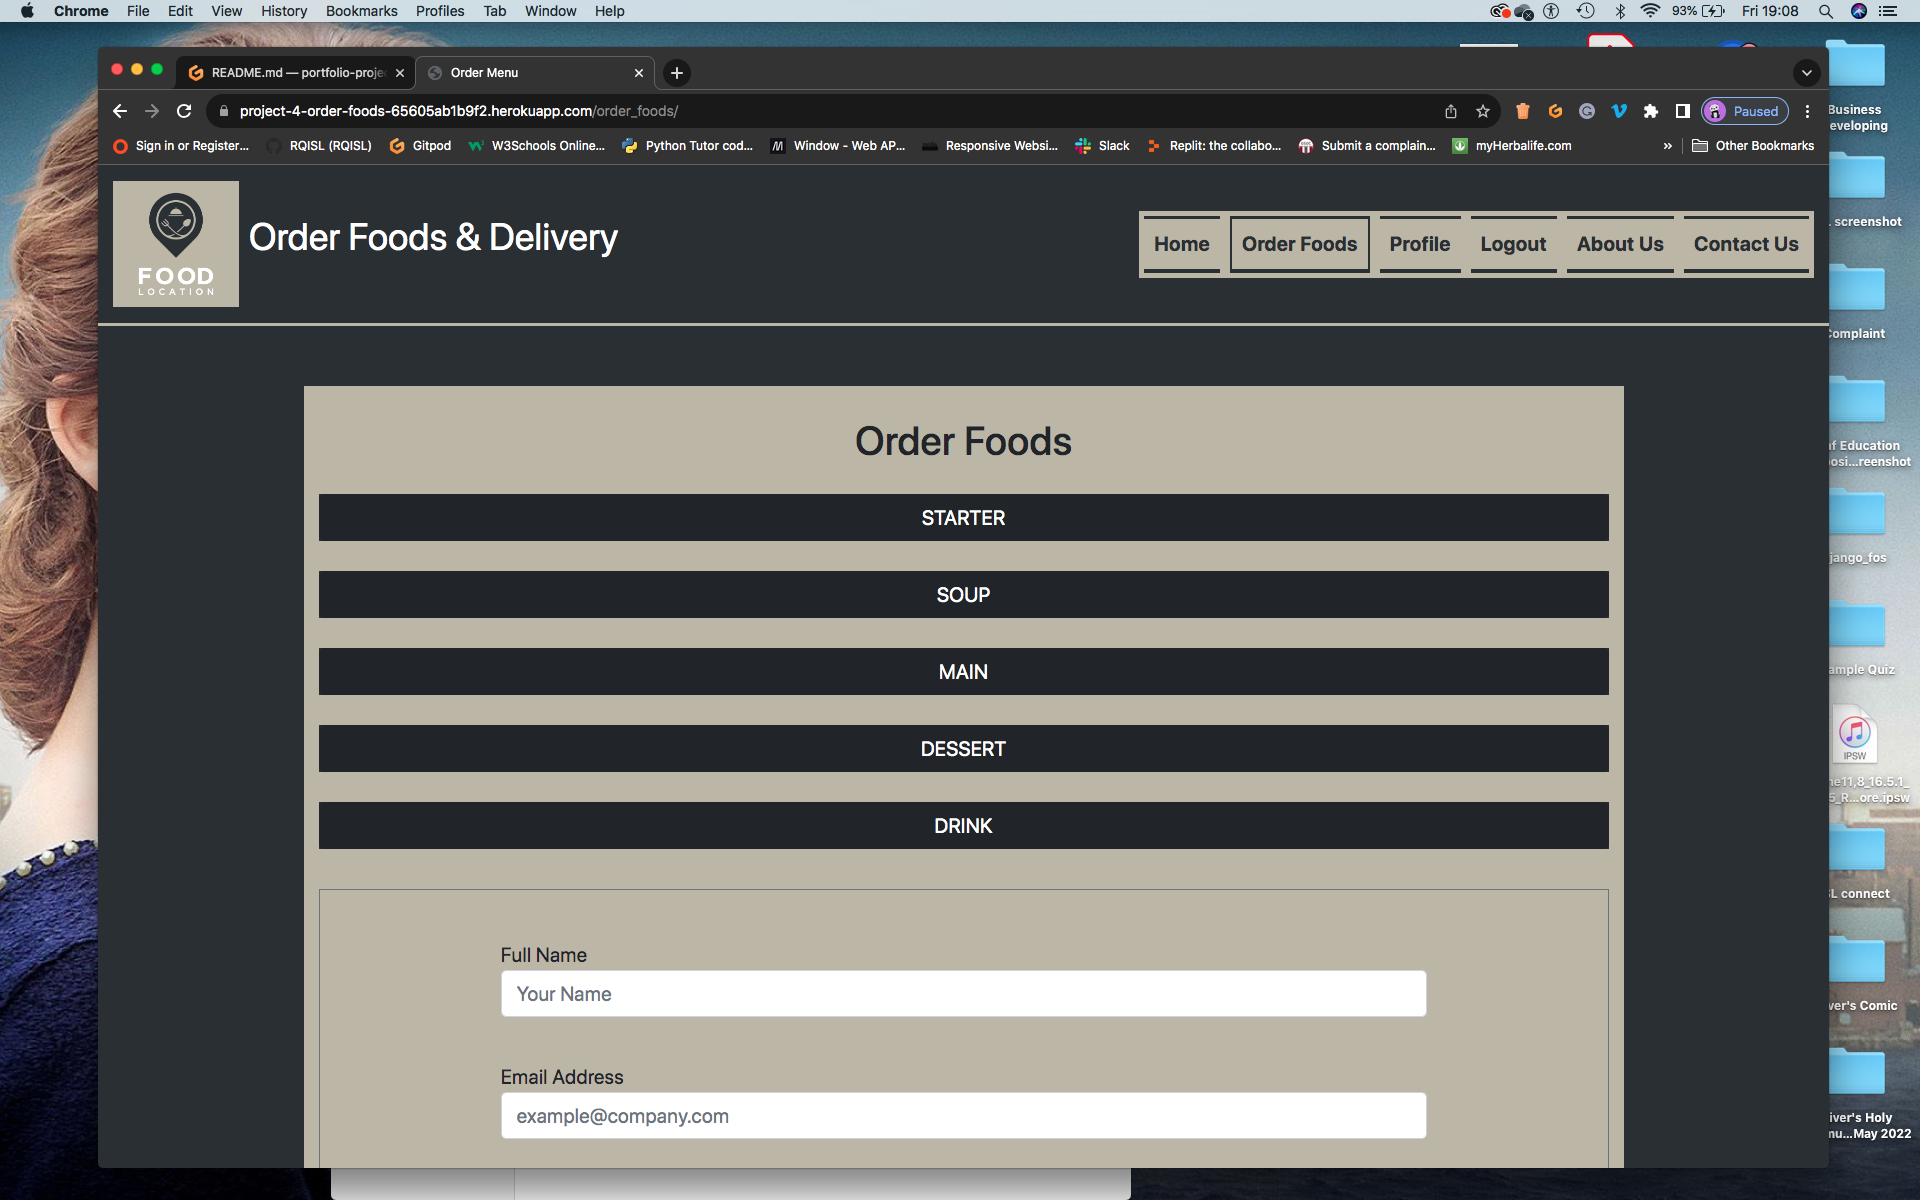 Chrome File Edit View History Bookmarks Profiles Tab Window Help 93% Fri 19:08
README.md — portfolio-proje
Order Menu
project-4-order-foods-65605ab1b9f2.herokuapp.com/order_foods/
Paused
Sign in or Register... RQISL (RQISL) Gitpod W3Schools Online... Python Tutor cod... Window - Web AP... Responsive Websi... Slack Replit: the collabo... Submit a complain... myHerbalife.com » Other Bookmarks
FOOD
LOCATION
Order Foods & Delivery
Home Order Foods Profile Logout About Us Contact Us
Order Foods
STARTER
SOUP
MAIN
DESSERT
DRINK
Full Name
Your Name
Email Address
example@company.com
Business
eveloping
screenshot
omplaint
f Education
osi...reenshot
jango_fos
ample Quiz
IPSW
ne11,8_16.5.1_
5_R...ore.ipsw
L connect
ver's Comic
iver's Holy
mu...May 2022